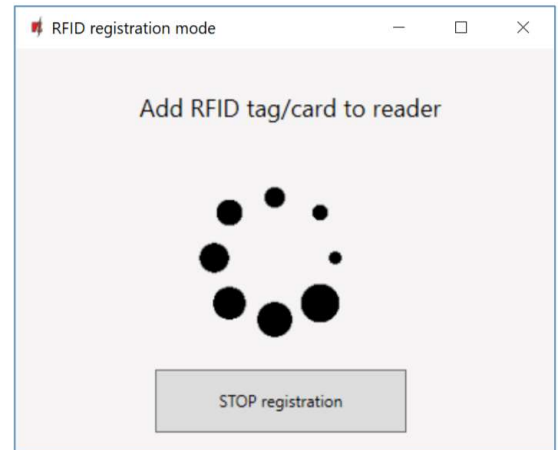 RFID registration mode
Add RFID tag/card to reader
STOP registration